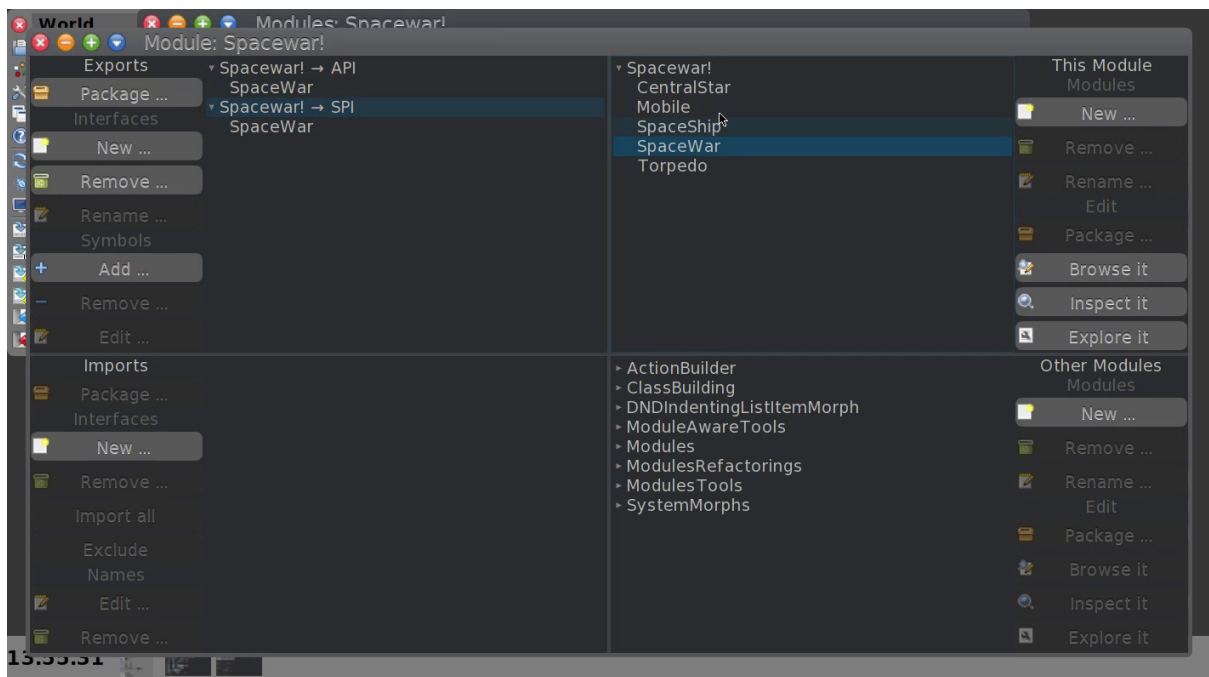 World
Modules: Spacewar!
Module: Spacewar!
Exports
Package ...
Interfaces
New ...
Remove ...
Rename ...
Symbols
Add ...
Remove ...
Edit ...
Spacewar! → API
SpaceWar
Spacewar! → SPI
SpaceWar
Spacewar!
CentralStar
Mobile
SpaceShip
SpaceWar
Torpedo
This Module
Modules
New ...
Remove ...
Rename ...
Edit
Package ...
Browse it
Inspect it
Explore it
Imports
Package ...
Interfaces
New ...
Remove ...
Import all
Exclude
Names
Edit ...
Remove ...
ActionBuilder
ClassBuilding
DNDIndentingListItemMorph
ModuleAwareTools
Modules
ModulesRefactorings
ModulesTools
SystemMorphs
Other Modules
Modules
New ...
Remove ...
Rename ...
Edit
Package ...
Browse it
Inspect it
Explore it